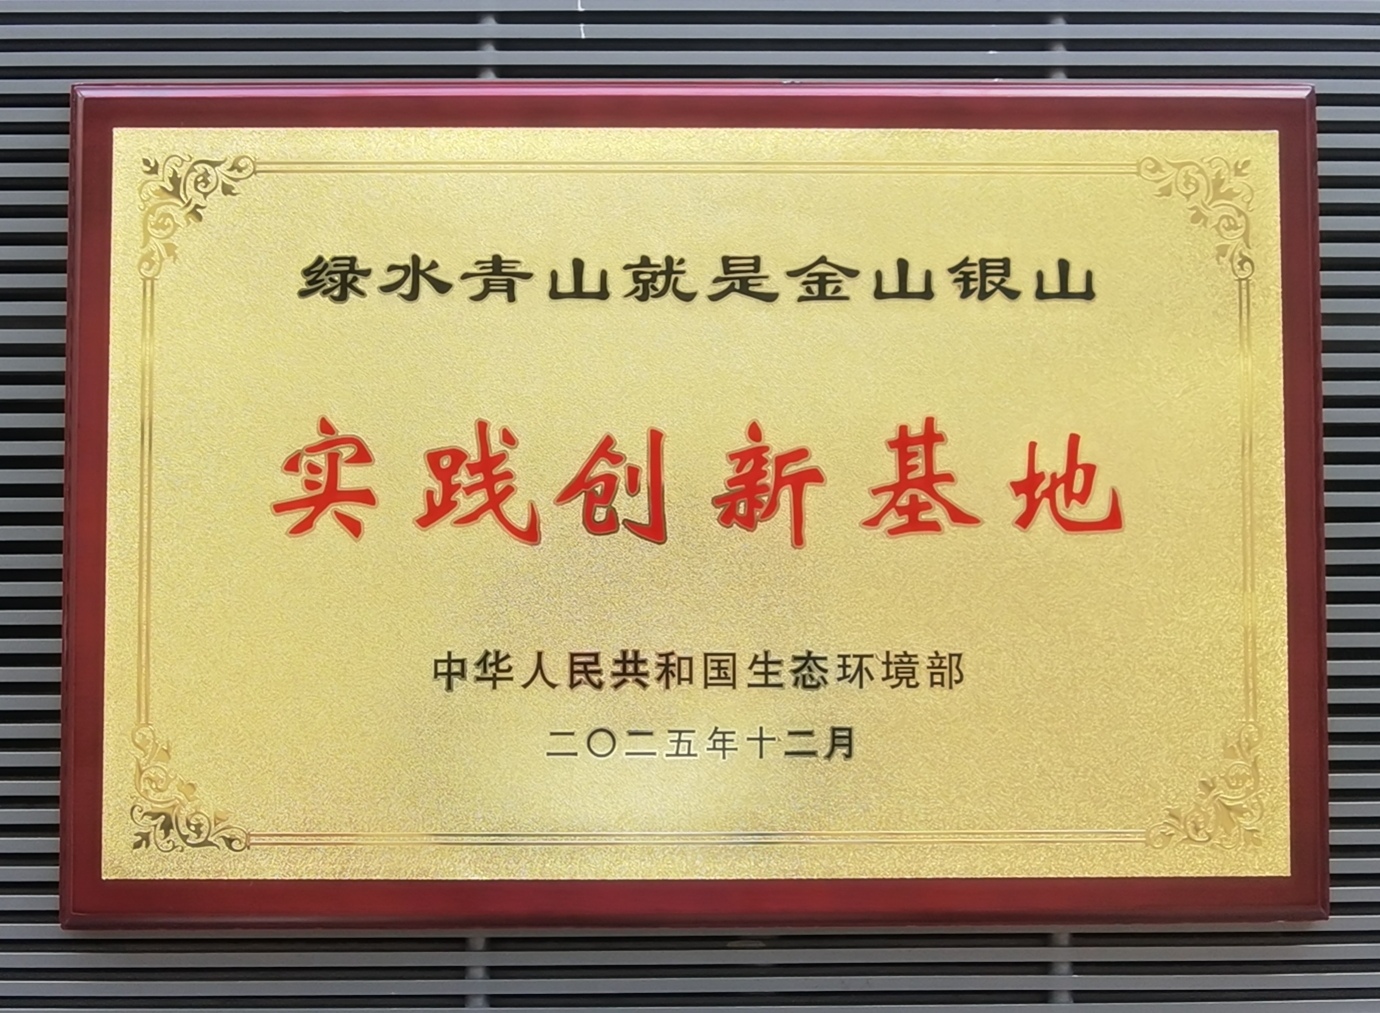 绿水青山就是金山银山
实践创新基地
中华人民共和国生态环境部
二〇二五年十二月